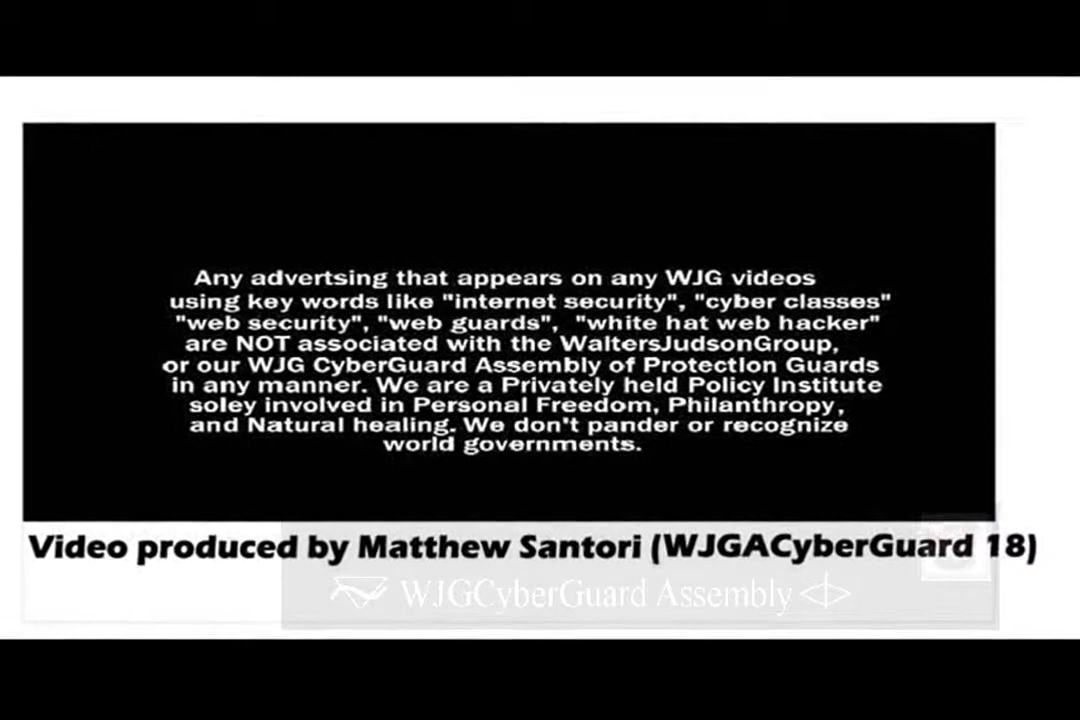 Any advertsing that appears on any WJG videos
using key words like "internet security", "cyber classes"
"web security", "web guards", "white hat web hacker"
are NOT associated with the WaltersJudsonGroup,
or our WJG CyberGuard Assembly of Protection Guards
in any manner. We are a Privately held Policy Institute
soley involved in Personal Freedom, Philanthropy,
and Natural healing. We don't pander or recognize
world governments.
Video produced by Matthew Santori (WJGACyberGuard 18)
WJGCyberGuard Assembly